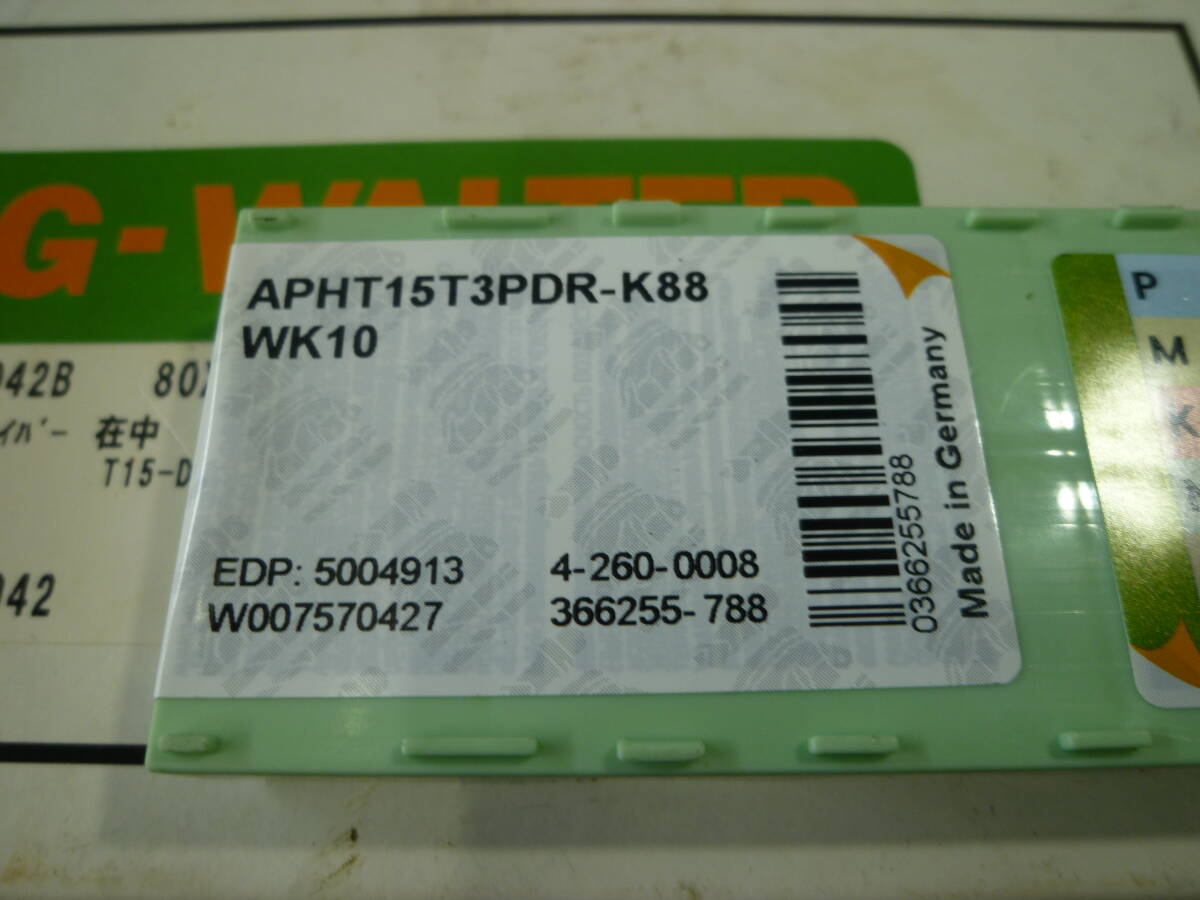 G-WALTER
APHT15T3PDR-K88
WK10
EDP: 5004913
4-260-0008
W007570427
366255-788
0366255788
Made in Germany
P
M
K
042B 80
イバー 在中
T15-D
042